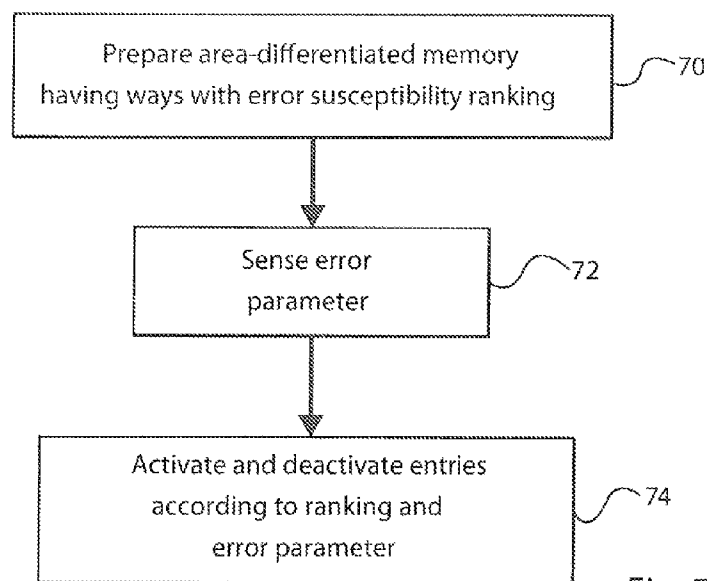 Prepare area-differentiated memory
having ways with error susceptibility ranking
70
Sense error
parameter
72
Activate and deactivate entries
according to ranking and
error parameter
74